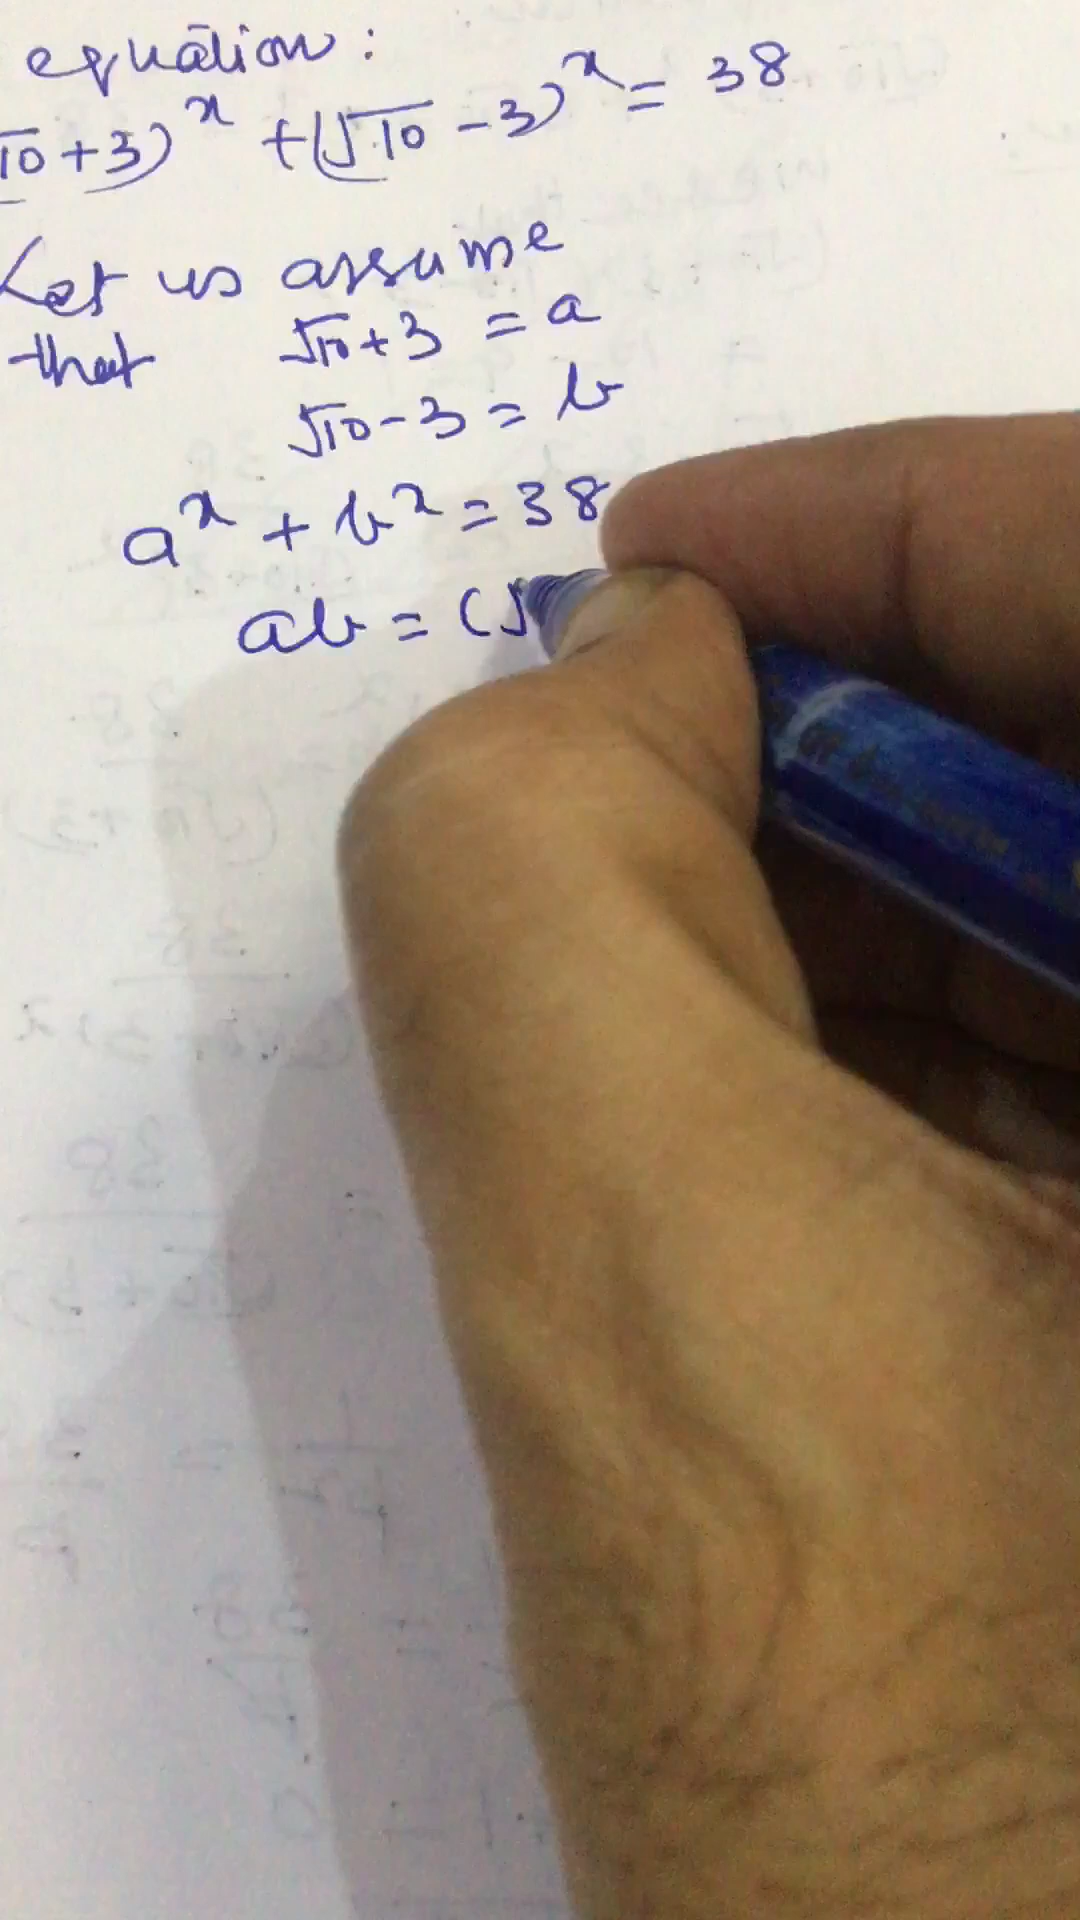 equation:
√10+3)^x + (√10 -3)^x = 38
Let us assume
that √10+3 = a
√10-3 = b
a^x + b^x = 38
ab = (√